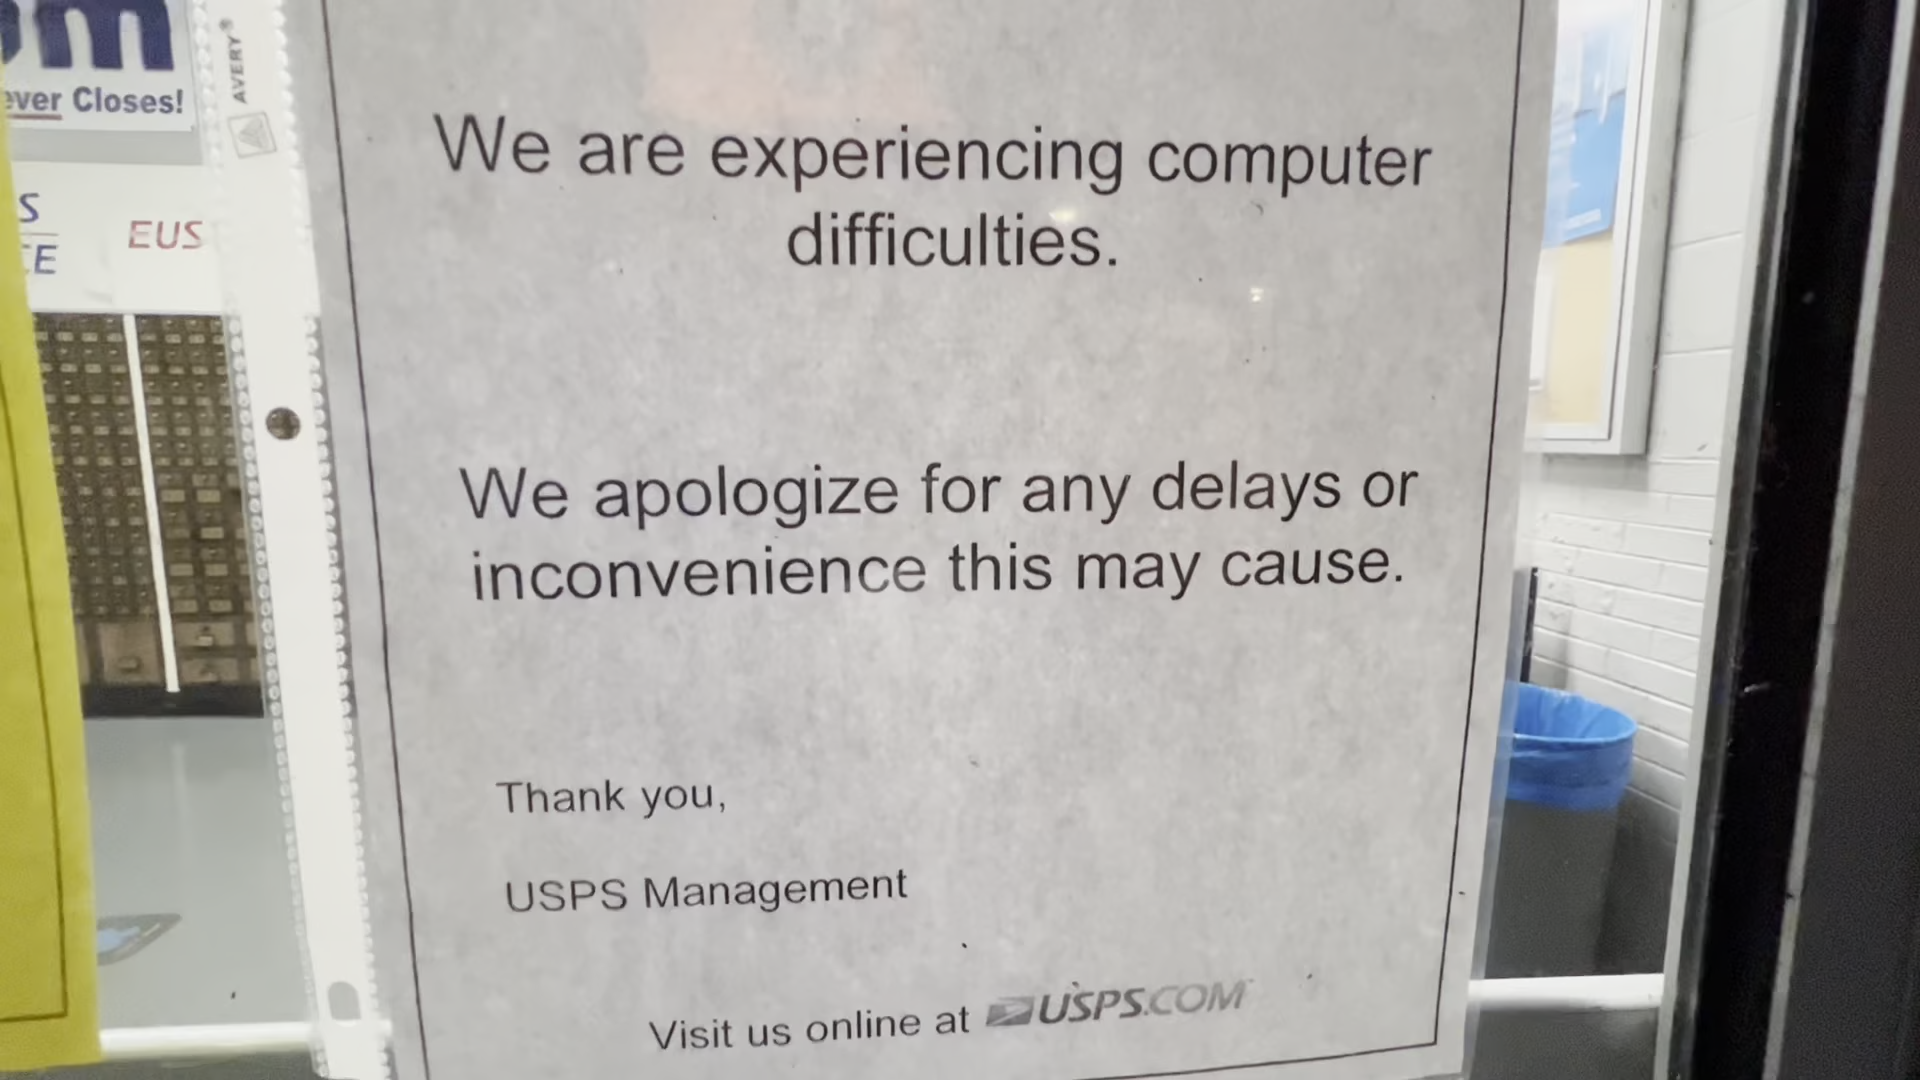 m
ever Closes!
AVERY
S
CE
EUS
We are experiencing computer
difficulties.
We apologize for any delays or
inconvenience this may cause.
Thank you,
USPS Management
Visit us online at USPS.COM